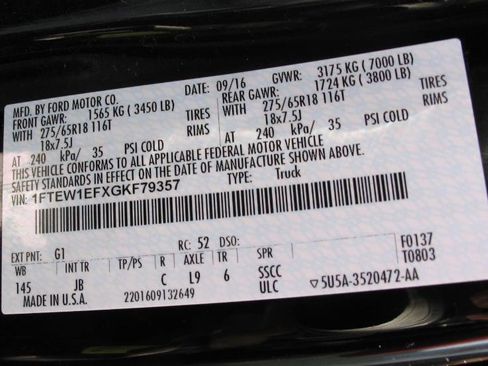 MFD. BY FORD MOTOR CO.
DATE: 09/16 GVWR: 3175 KG ( 7000 LB)
FRONT GAWR: 1565 KG ( 3450 LB) REAR GAWR: 1724 KG ( 3800 LB)
WITH 275/65R18 116T TIRES WITH 275/65R18 116T TIRES
18x7.5J RIMS 18x7.5J RIMS
AT 240 kPa/ 35 PSI COLD AT 240 kPa/ 35 PSI COLD
THIS VEHICLE CONFORMS TO ALL APPLICABLE FEDERAL MOTOR VEHICLE
SAFETY STANDARDS IN EFFECT ON THE DATE OF MANUFACTURE SHOWN ABOVE.
VIN: 1FTEW1EFXGKF79357 TYPE: Truck
EXT PNT: G1 RC: 52 DSO: F0137
WB INT TR TP/PS R AXLE TR SPR T0803
145 JB C L9 6 SSCC
MADE IN U.S.A. 2201609132649 ULC ▽5U5A-3520472-AA